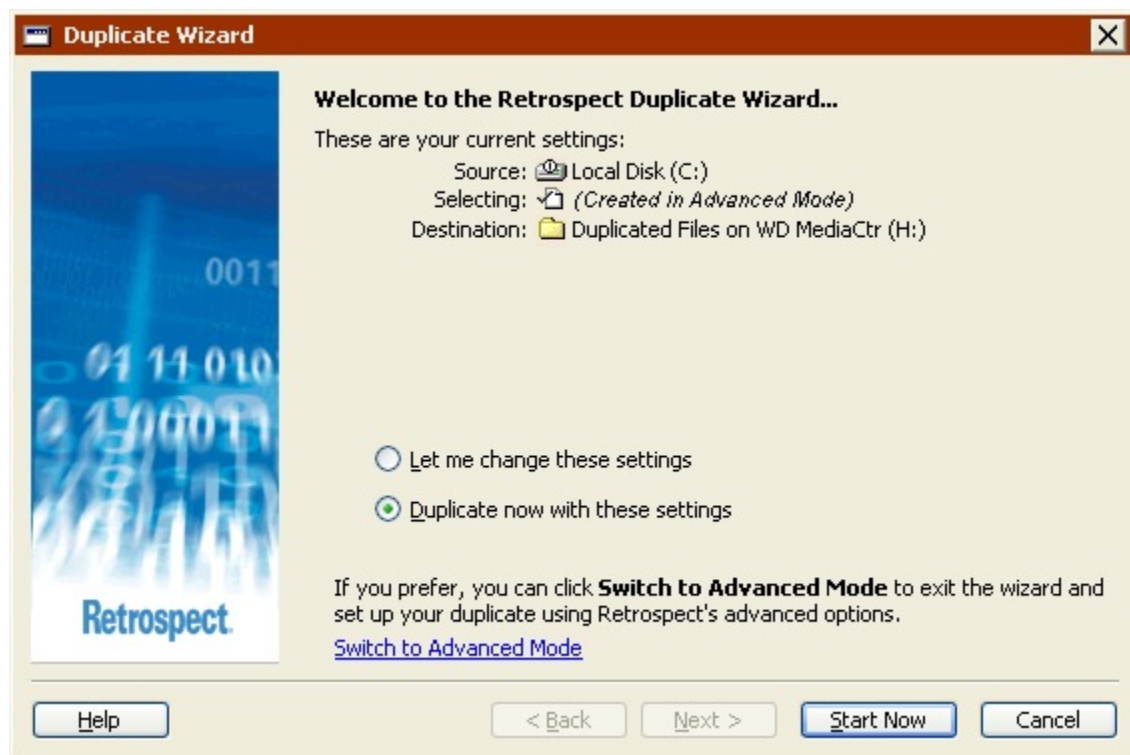 Duplicate Wizard
Welcome to the Retrospect Duplicate Wizard...
These are your current settings:
Source: Local Disk (C:)
Selecting: (Created in Advanced Mode)
Destination: Duplicated Files on WD MediaCtr (H:)
0011
01 11 010
0 1 00011
Let me change these settings
Duplicate now with these settings
If you prefer, you can click Switch to Advanced Mode to exit the wizard and
set up your duplicate using Retrospect's advanced options.
Switch to Advanced Mode
Retrospect.
Help
< Back
Next >
Start Now
Cancel